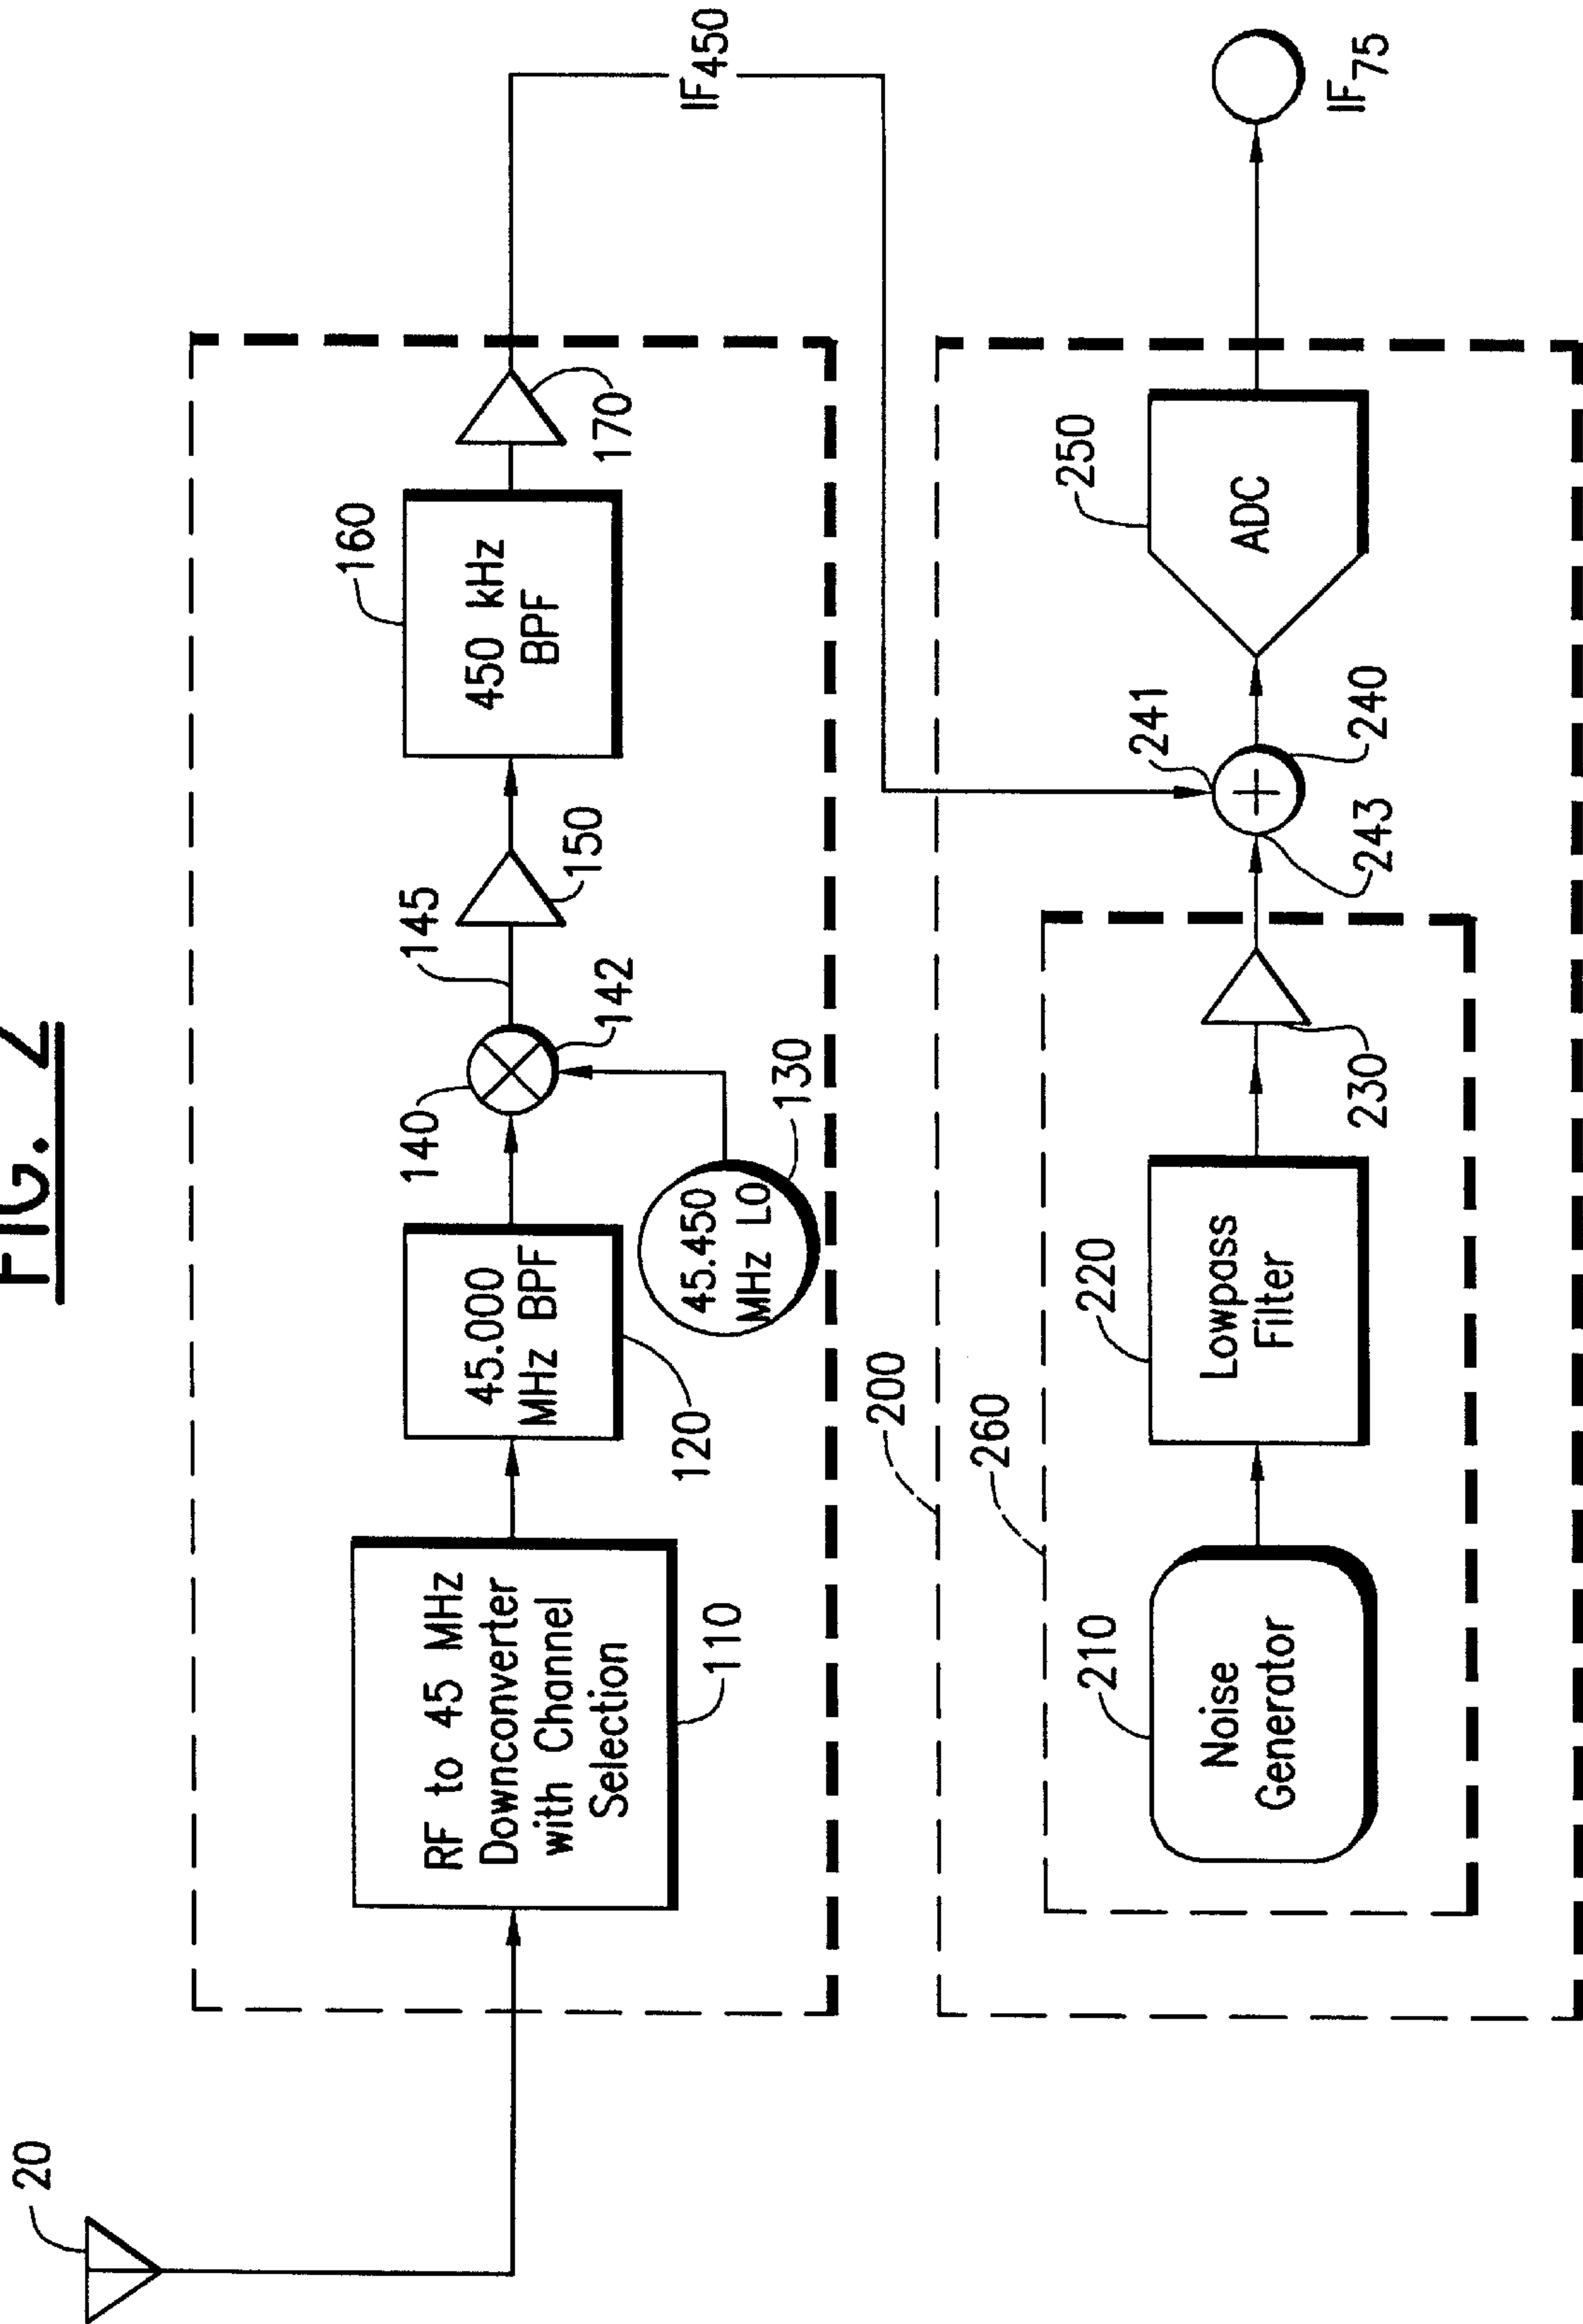 FIG. 2
20
RF to 45 MHz
Downconverter
with Channel
Selection
110
45.000
MHz BPF
120
45.450
MHz LO
130
140
142
145
150
450 kHz
BPF
160
170
IF450
200
260
Noise
Generator
210
Lowpass
Filter
220
230
243
241
240
ADC
250
IF75